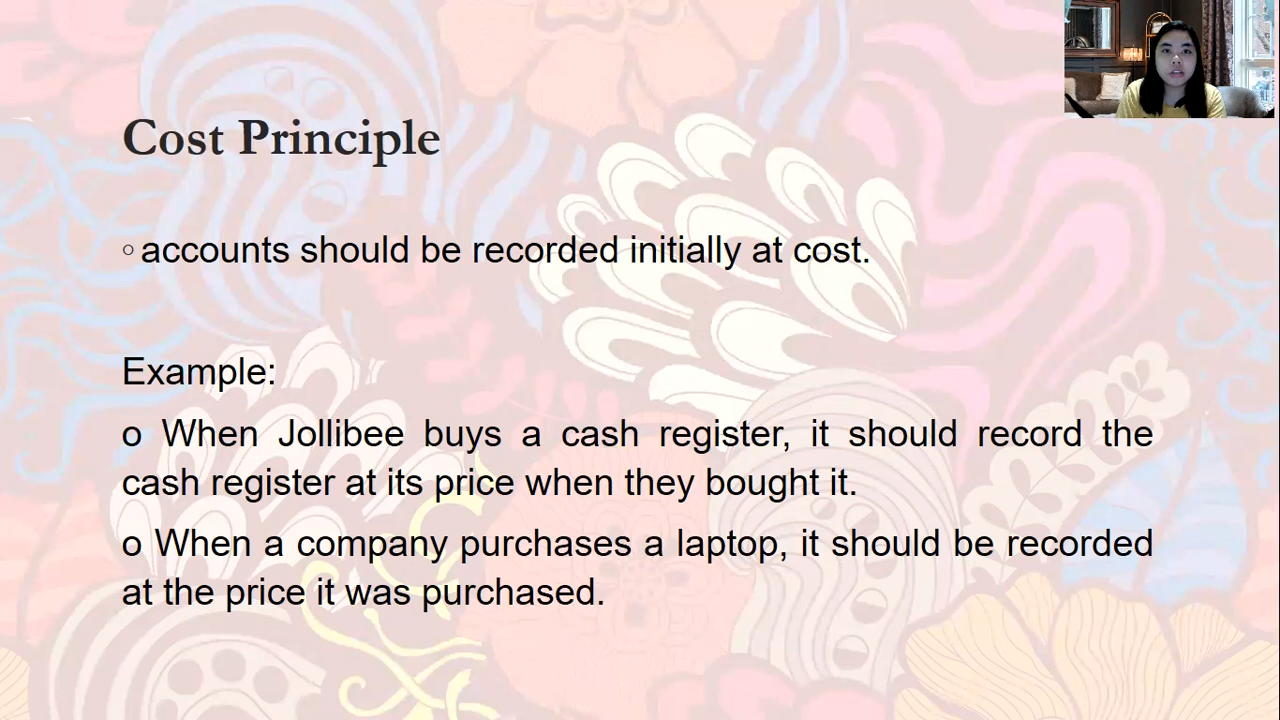 Cost Principle
◦ accounts should be recorded initially at cost.
Example:
o When Jollibee buys a cash register, it should record the
cash register at its price when they bought it.
o When a company purchases a laptop, it should be recorded
at the price it was purchased.